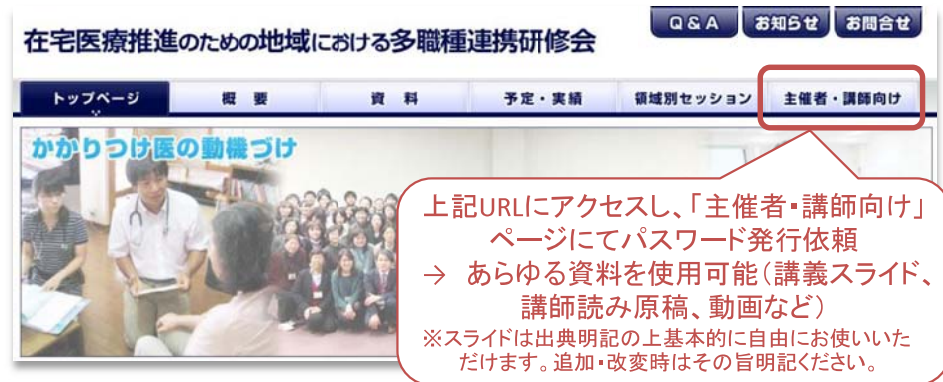 Q&A お知らせ お問合せ
在宅医療推進のための地域における多職種連携研修会
トップページ 概要 資料 予定・実績 領域別セッション 主催者・講師向け
かかりつけ医の動機づけ
上記URLにアクセスし、「主催者・講師向け」
ページにてパスワード発行依頼
→ あらゆる資料を使用可能(講義スライド、
講師読み原稿、動画など)
※スライドは出典明記の上基本的に自由にお使いいた
だけます。追加・改変時はその旨明記ください。